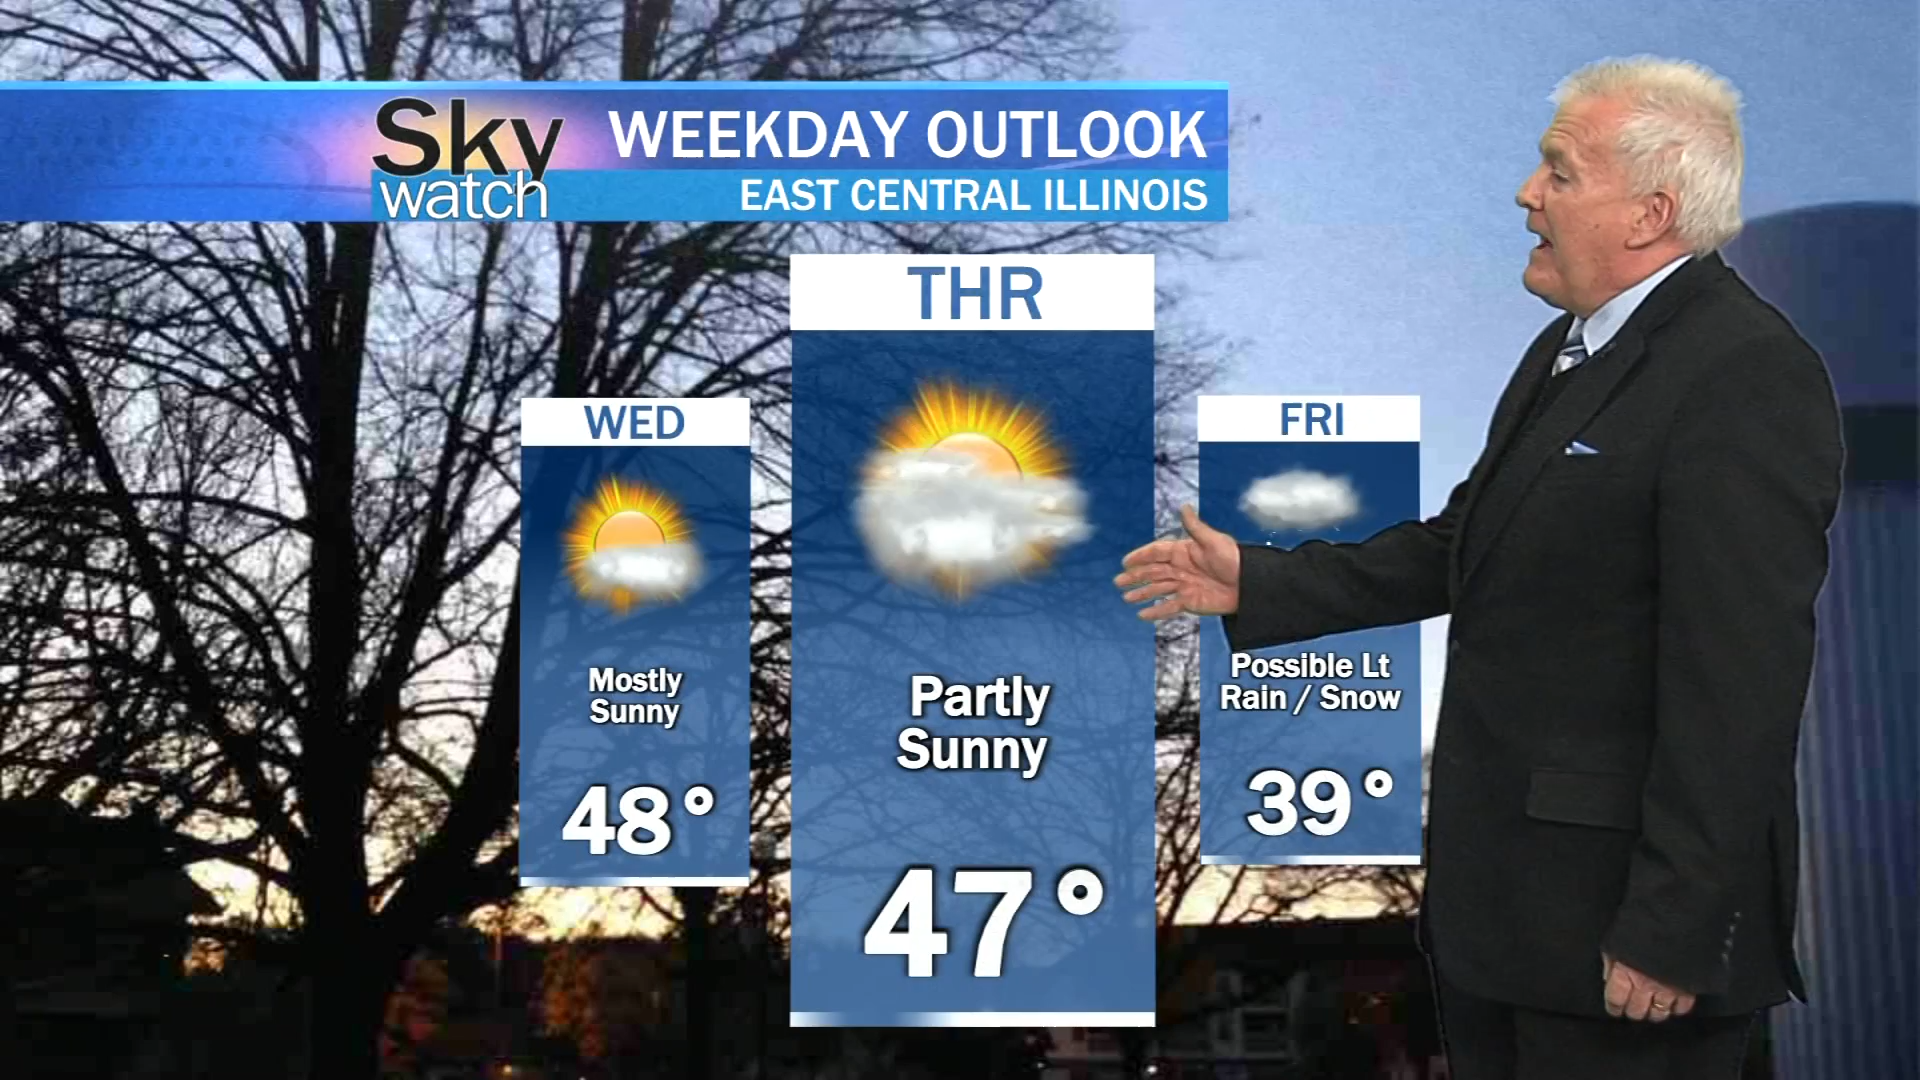 Sky
watch
WEEKDAY OUTLOOK
EAST CENTRAL ILLINOIS
WED
Mostly
Sunny
48°
THR
Partly
Sunny
47°
FRI
Possible Lt
Rain / Snow
39°